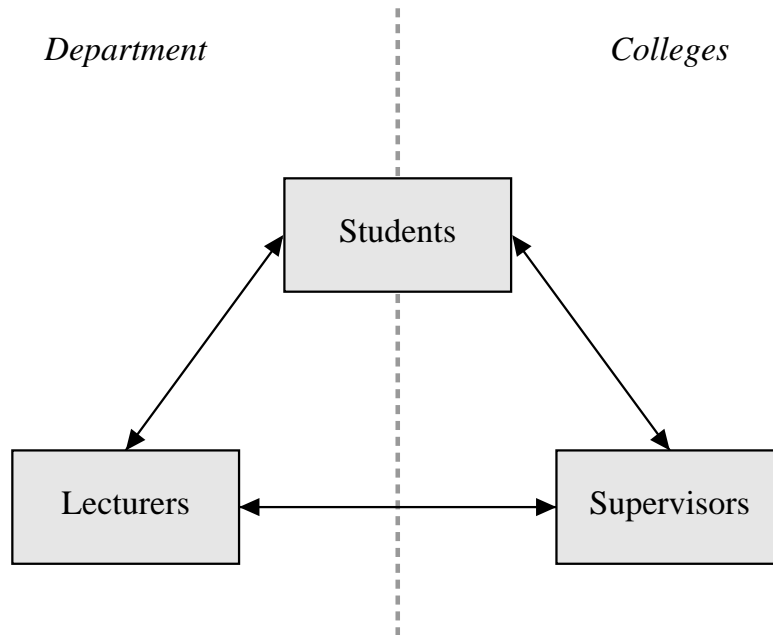 Department
Colleges
Students
Lecturers
Supervisors